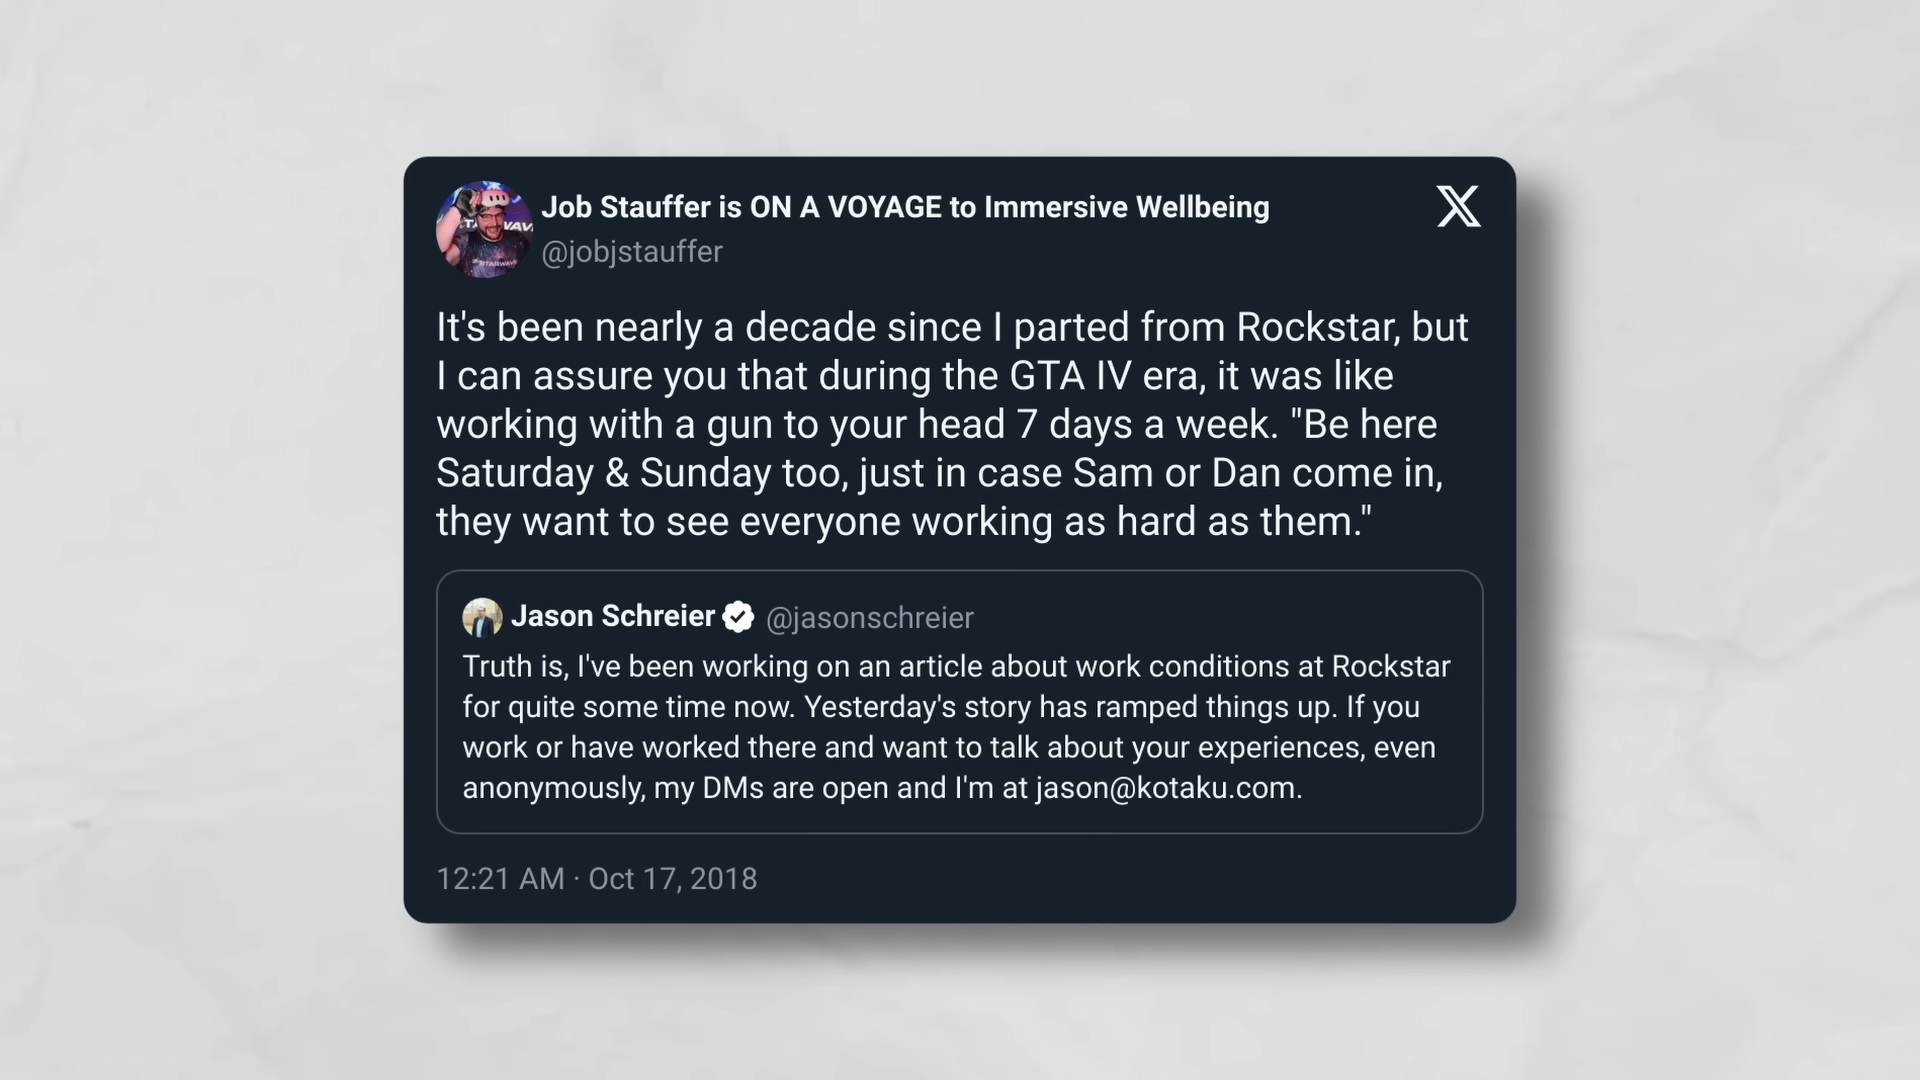 Job Stauffer is ON A VOYAGE to Immersive Wellbeing
@jobjstauffer
It's been nearly a decade since I parted from Rockstar, but
I can assure you that during the GTA IV era, it was like
working with a gun to your head 7 days a week. "Be here
Saturday & Sunday too, just in case Sam or Dan come in,
they want to see everyone working as hard as them."
Jason Schreier @jasonschreier
Truth is, I've been working on an article about work conditions at Rockstar
for quite some time now. Yesterday's story has ramped things up. If you
work or have worked there and want to talk about your experiences, even
anonymously, my DMs are open and I'm at jason@kotaku.com.
12:21 AM · Oct 17, 2018